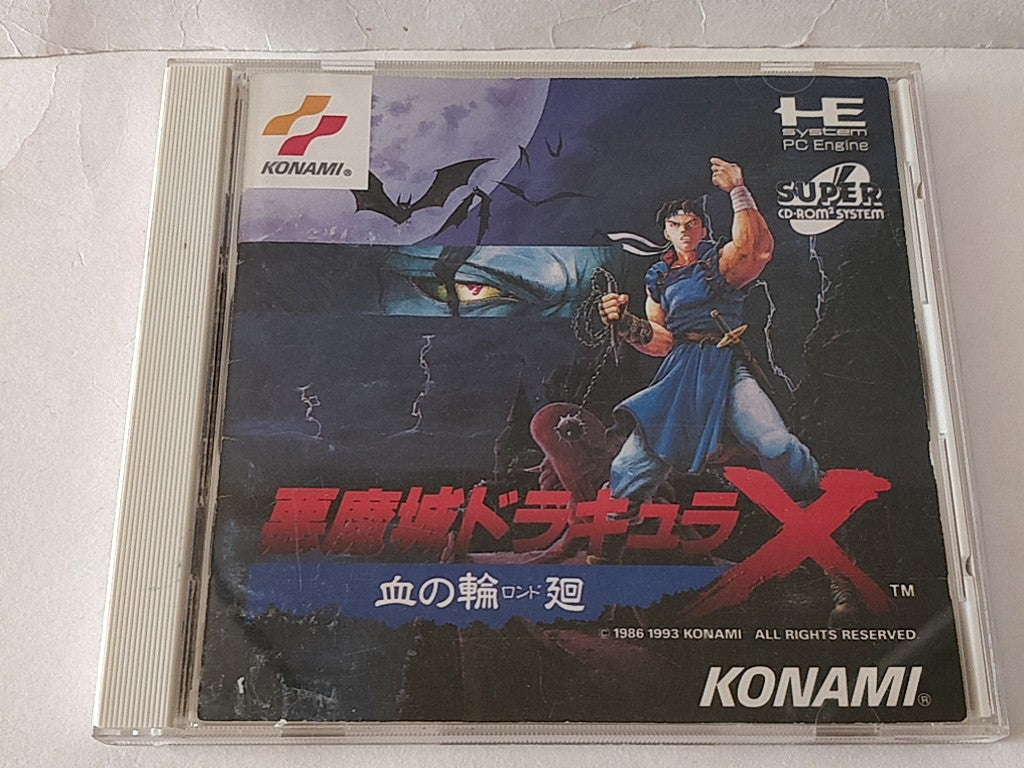 KONAMI®
HE
system
PC Engine
SUPER
CD-ROM² SYSTEM
悪魔城ドラキュラX
血の輪ロンド廻
TM
© 1986 1993 KONAMI ALL RIGHTS RESERVED.
KONAMI®